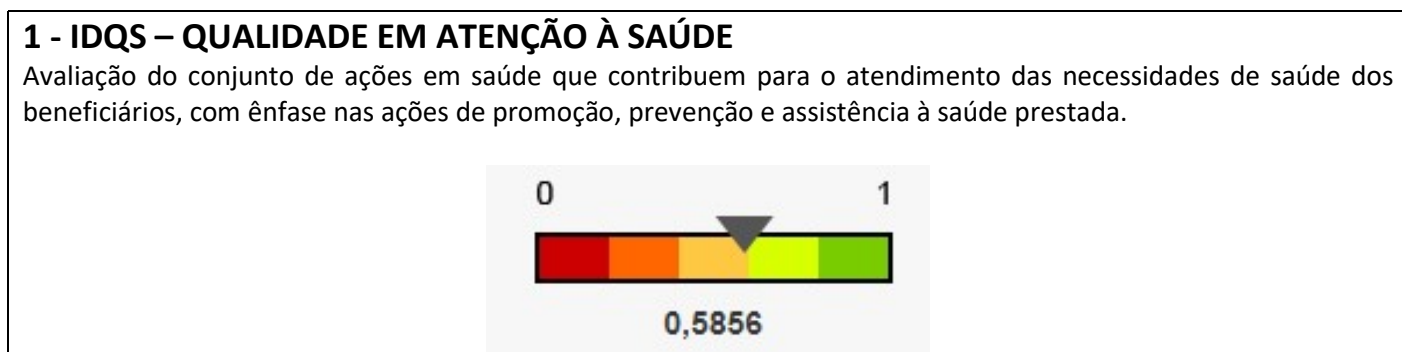 1 - IDQS – QUALIDADE EM ATENÇÃO À SAÚDE
Avaliação do conjunto de ações em saúde que contribuem para o atendimento das necessidades de saúde dos
beneficiários, com ênfase nas ações de promoção, prevenção e assistência à saúde prestada.
0 1
0,5856